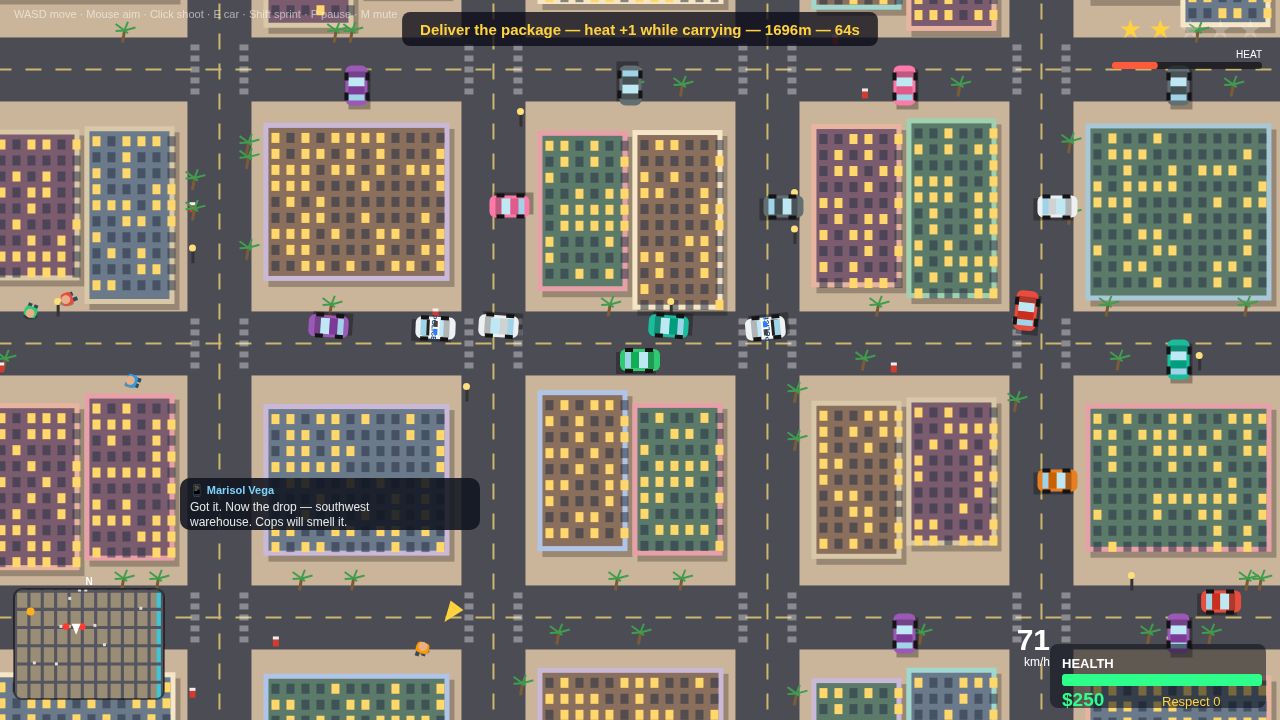 WASD move · Mouse aim · Click shoot · E car · Shift sprint · P pause · M mute
Deliver the package — heat +1 while carrying — 1696m — 64s
HEAT
Marisol Vega
Got it. Now the drop — southwest
warehouse. Cops will smell it.
N
71
km/h
HEALTH
$250
Respect 0